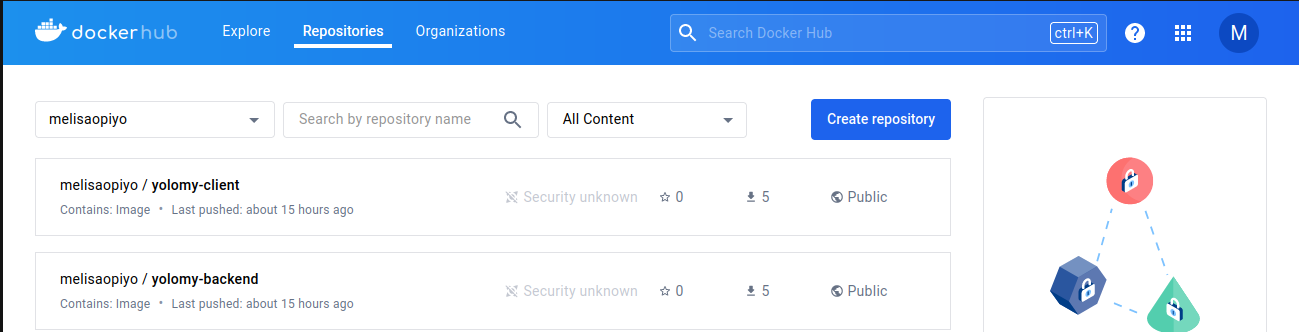 dockerhub Explore Repositories Organizations Search Docker Hub ctrl+K ? M
melisaopiyo Search by repository name All Content Create repository
melisaopiyo / yolomy-client
Security unknown 0 5 Public
Contains: Image • Last pushed: about 15 hours ago
melisaopiyo / yolomy-backend
Security unknown 0 5 Public
Contains: Image • Last pushed: about 15 hours ago